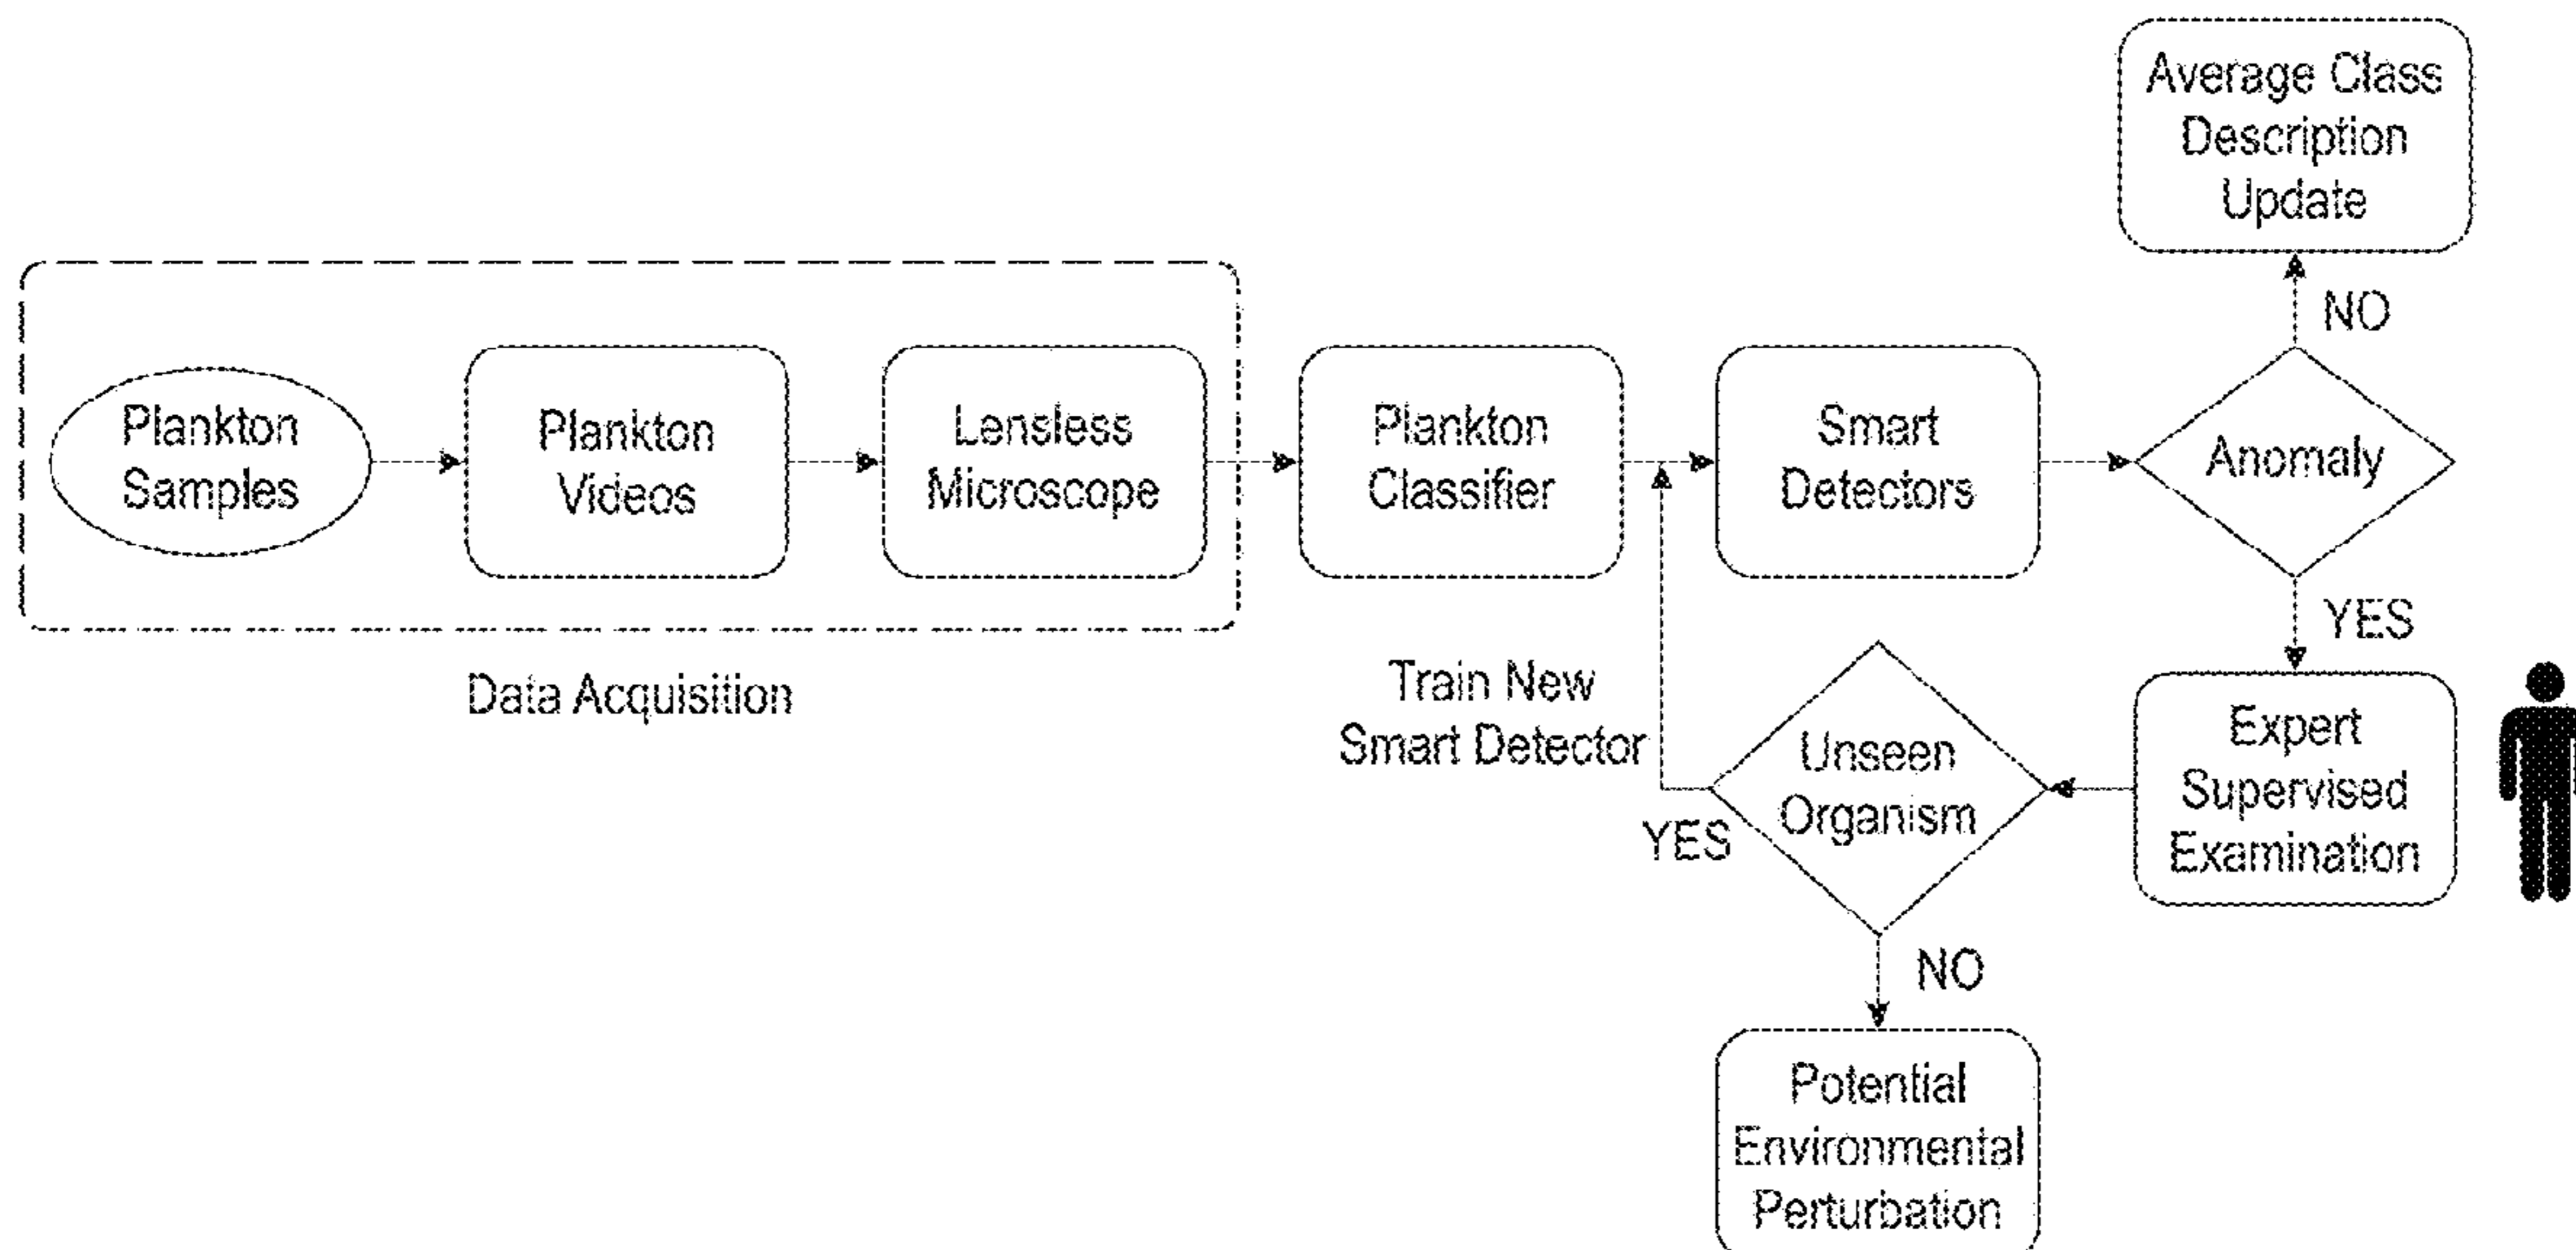 Average Class
Description
Update
NO
Plankton
Samples
Plankton
Videos
Lensless
Microscope
Plankton
Classifier
Smart
Detectors
Anomaly
YES
Data Acquisition
Train New
Smart Detector
Unseen
Organism
YES
Expert
Supervised
Examination
NO
Potential
Environmental
Perturbation